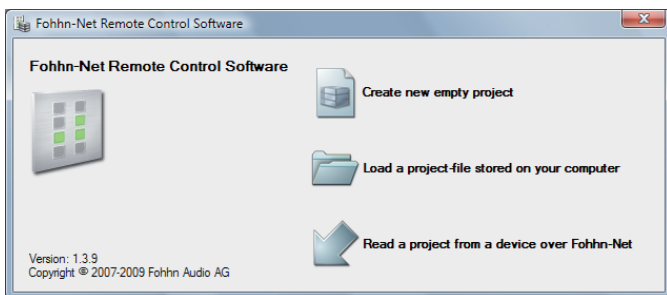 Fohhn-Net Remote Control Software
Fohhn-Net Remote Control Software
Create new empty project
Load a project-file stored on your computer
Read a project from a device over Fohhn-Net
Version: 1.3.9
Copyright © 2007-2009 Fohhn Audio AG